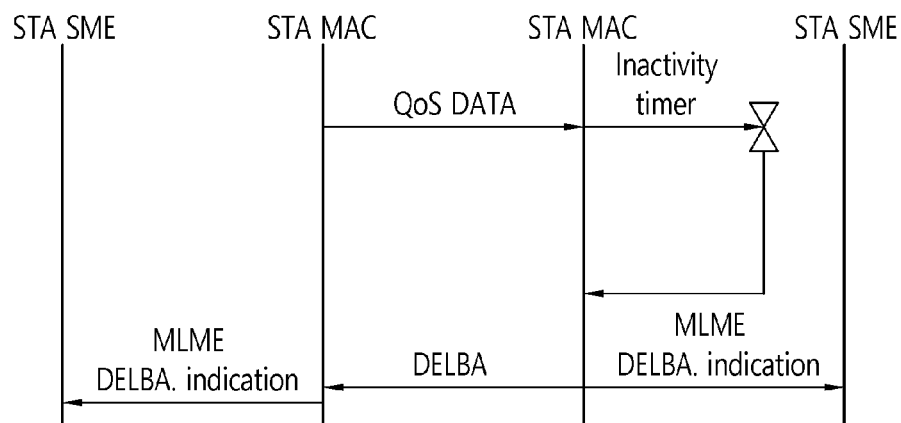 STA SME
STA MAC
STA MAC
STA SME
Inactivity
timer
QoS DATA
MLME
DELBA. indication
DELBA
MLME
DELBA. indication